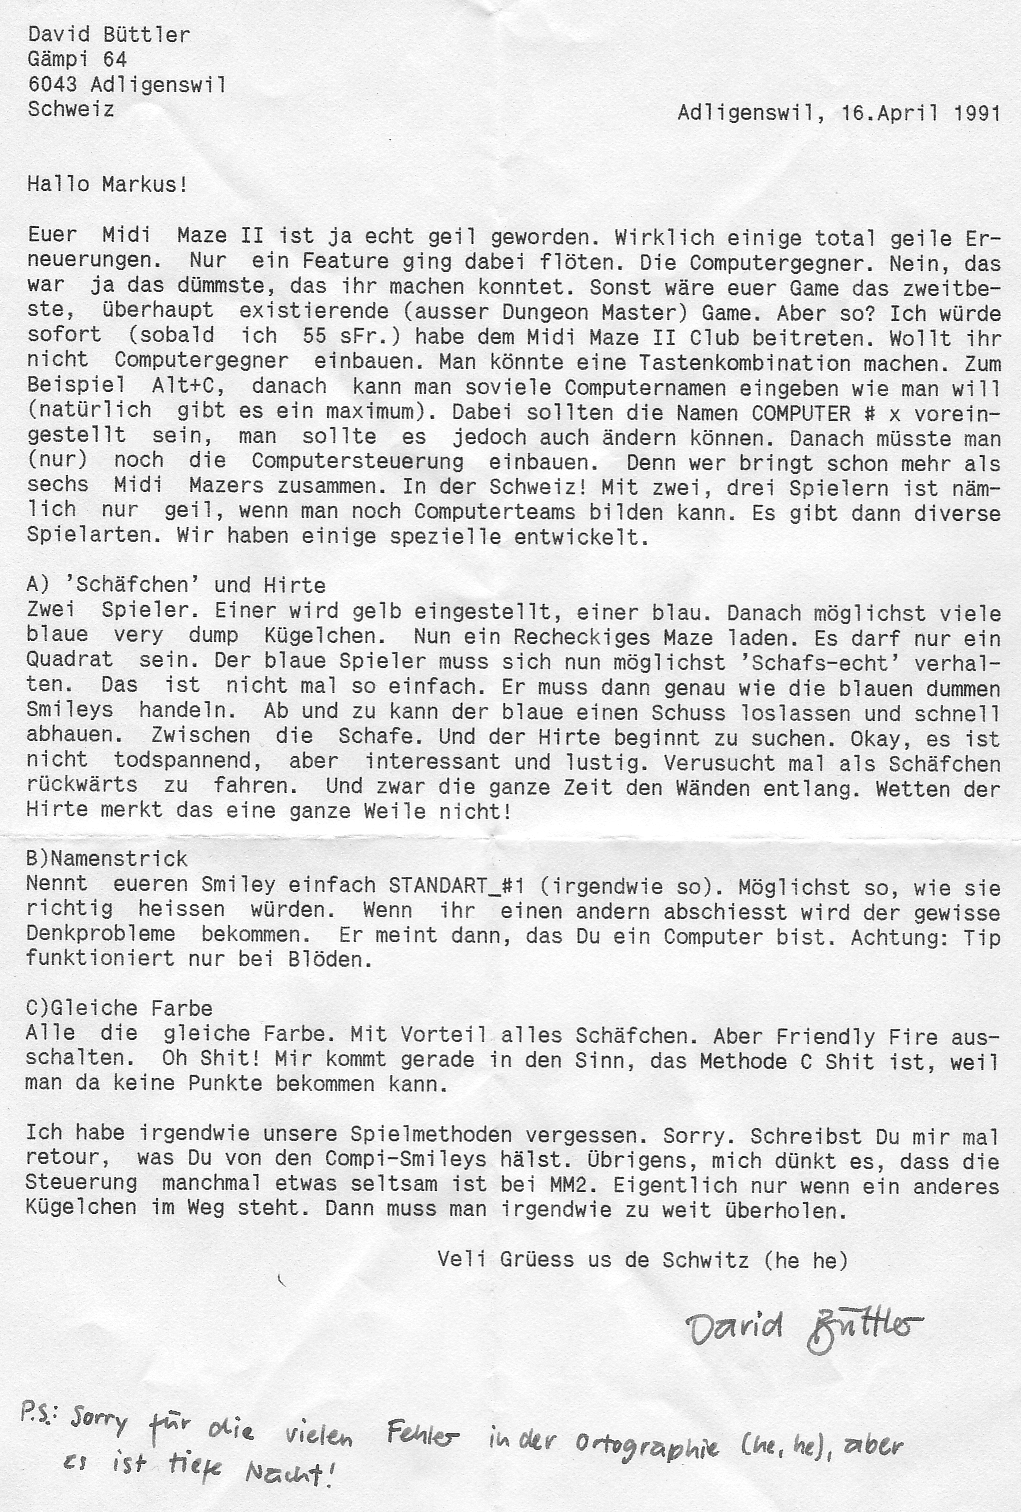 David Büttler
Gämpi 64
6043 Adligenswil
Schweiz
Adligenswil, 16.April 1991
Hallo Markus!
Euer Midi Maze II ist ja echt geil geworden. Wirklich einige total geile Er-
neuerungen. Nur ein Feature ging dabei flöten. Die Computergegner. Nein, das
war ja das dümmste, das ihr machen konntet. Sonst wäre euer Game das zweitbe-
ste, überhaupt existierende (ausser Dungeon Master) Game. Aber so? Ich würde
sofort (sobald ich 55 sFr.) habe dem Midi Maze II Club beitreten. Wollt ihr
nicht Computergegner einbauen. Man könnte eine Tastenkombination machen. Zum
Beispiel Alt+C, danach kann man soviele Computernamen eingeben wie man will
(natürlich gibt es ein maximum). Dabei sollten die Namen COMPUTER # x vorein-
gestellt sein, man sollte es jedoch auch ändern können. Danach müsste man
(nur) noch die Computersteuerung einbauen. Denn wer bringt schon mehr als
sechs Midi Mazers zusammen. In der Schweiz! Mit zwei, drei Spielern ist näm-
lich nur geil, wenn man noch Computerteams bilden kann. Es gibt dann diverse
Spielarten. Wir haben einige spezielle entwickelt.
A) 'Schäfchen' und Hirte
Zwei Spieler. Einer wird gelb eingestellt, einer blau. Danach möglichst viele
blaue very dump Kügelchen. Nun ein Recheckiges Maze laden. Es darf nur ein
Quadrat sein. Der blaue Spieler muss sich nun möglichst 'Schafs-echt' verhal-
ten. Das ist nicht mal so einfach. Er muss dann genau wie die blauen dummen
Smileys handeln. Ab und zu kann der blaue einen Schuss loslassen und schnell
abhauen. Zwischen die Schafe. Und der Hirte beginnt zu suchen. Okay, es ist
nicht todspannend, aber interessant und lustig. Verusucht mal als Schäfchen
rückwärts zu fahren. Und zwar die ganze Zeit den Wänden entlang. Wetten der
Hirte merkt das eine ganze Weile nicht!
B)Namenstrick
Nennt eueren Smiley einfach STANDART_#1 (irgendwie so). Möglichst so, wie sie
richtig heissen würden. Wenn ihr einen andern abschiesst wird der gewisse
Denkprobleme bekommen. Er meint dann, das Du ein Computer bist. Achtung: Tip
funktioniert nur bei Blöden.
C)Gleiche Farbe
Alle die gleiche Farbe. Mit Vorteil alles Schäfchen. Aber Friendly Fire aus-
schalten. Oh Shit! Mir kommt gerade in den Sinn, das Methode C Shit ist, weil
man da keine Punkte bekommen kann.
Ich habe irgendwie unsere Spielmethoden vergessen. Sorry. Schreibst Du mir mal
retour, was Du von den Compi-Smileys hälst. Übrigens, mich dünkt es, dass die
Steuerung manchmal etwas seltsam ist bei MM2. Eigentlich nur wenn ein anderes
Kügelchen im Weg steht. Dann muss man irgendwie zu weit überholen.
Veli Grüess us de Schwitz (he he)
David Büttler
P.S.: Sorry für die vielen Fehler in der Ortographie (he, he), aber
es ist tiefe Nacht!